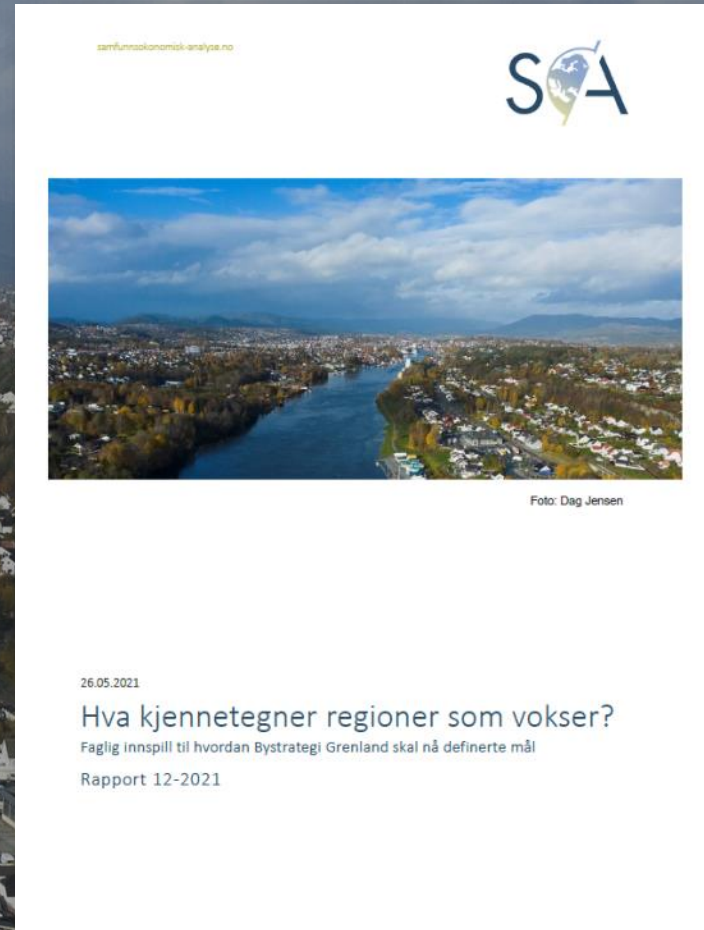 samfunnsokonomisk-analyse.no
SØA
Foto: Dag Jensen
26.05.2021
Hva kjennetegner regioner som vokser?
Faglig innspill til hvordan Bystrategi Grenland skal nå definerte mål
Rapport 12-2021